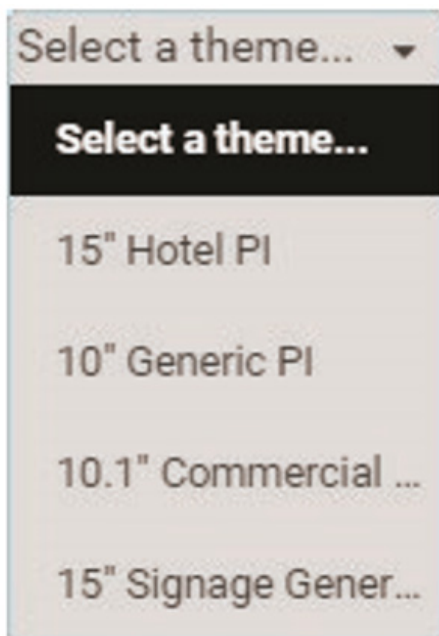 Select a theme...
Select a theme...
15" Hotel PI
10" Generic PI
10.1" Commercial ...
15" Signage Gener...